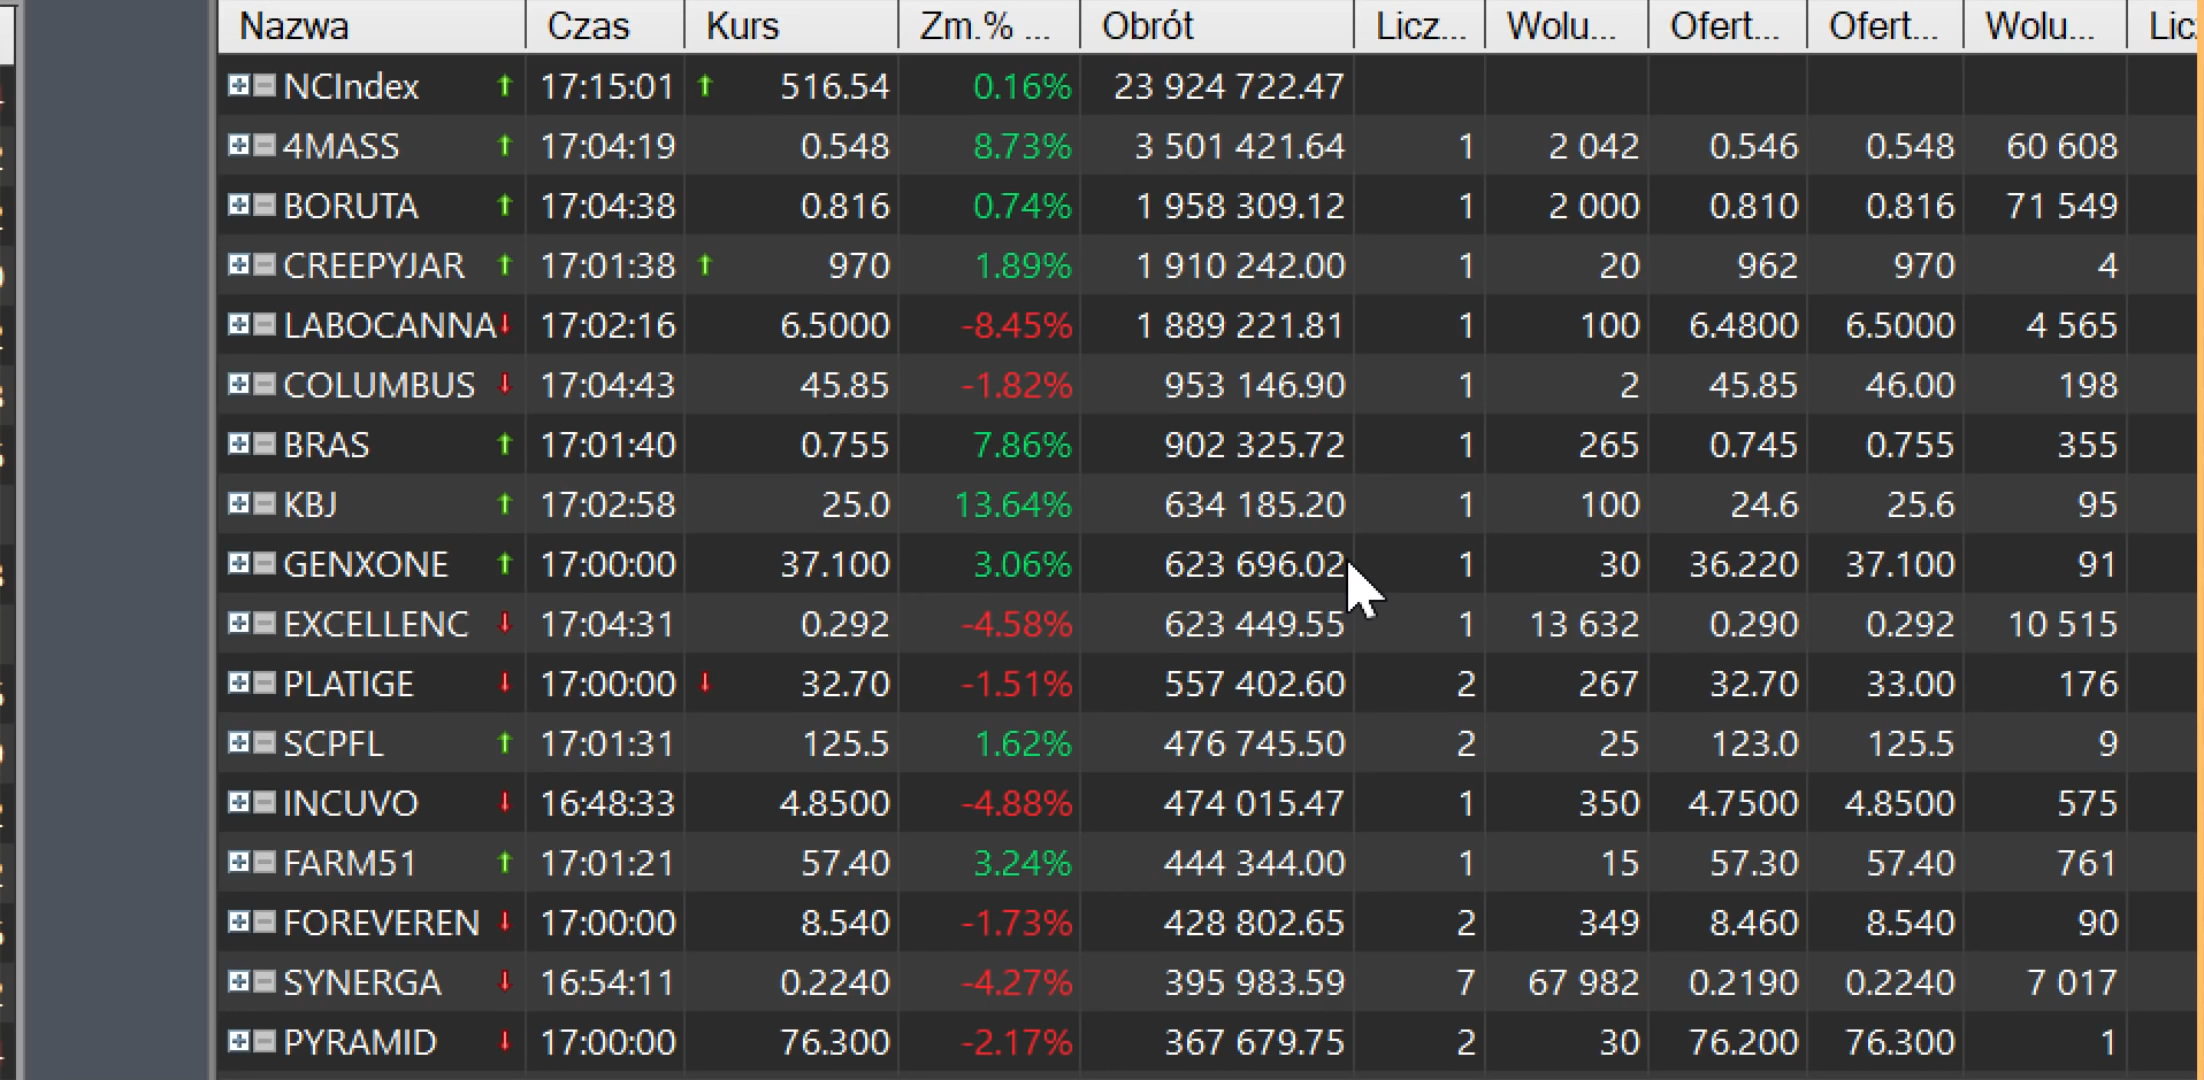 Nazwa Czas Kurs Zm.% ... Obrót Licz... Wolu... Ofert... Ofert... Wolu... Lic
NCIndex 17:15:01 516.54 0.16% 23 924 722.47
4MASS 17:04:19 0.548 8.73% 3 501 421.64 1 2 042 0.546 0.548 60 608
BORUTA 17:04:38 0.816 0.74% 1 958 309.12 1 2 000 0.810 0.816 71 549
CREEPYJAR 17:01:38 970 1.89% 1 910 242.00 1 20 962 970 4
LABOCANNA 17:02:16 6.5000 -8.45% 1 889 221.81 1 100 6.4800 6.5000 4 565
COLUMBUS 17:04:43 45.85 -1.82% 953 146.90 1 2 45.85 46.00 198
BRAS 17:01:40 0.755 7.86% 902 325.72 1 265 0.745 0.755 355
KBJ 17:02:58 25.0 13.64% 634 185.20 1 100 24.6 25.6 95
GENXONE 17:00:00 37.100 3.06% 623 696.02 1 30 36.220 37.100 91
EXCELLENC 17:04:31 0.292 -4.58% 623 449.55 1 13 632 0.290 0.292 10 515
PLATIGE 17:00:00 32.70 -1.51% 557 402.60 2 267 32.70 33.00 176
SCPFL 17:01:31 125.5 1.62% 476 745.50 2 25 123.0 125.5 9
INCUVO 16:48:33 4.8500 -4.88% 474 015.47 1 350 4.7500 4.8500 575
FARM51 17:01:21 57.40 3.24% 444 344.00 1 15 57.30 57.40 761
FOREVEREN 17:00:00 8.540 -1.73% 428 802.65 2 349 8.460 8.540 90
SYNERGA 16:54:11 0.2240 -4.27% 395 983.59 7 67 982 0.2190 0.2240 7 017
PYRAMID 17:00:00 76.300 -2.17% 367 679.75 2 30 76.200 76.300 1